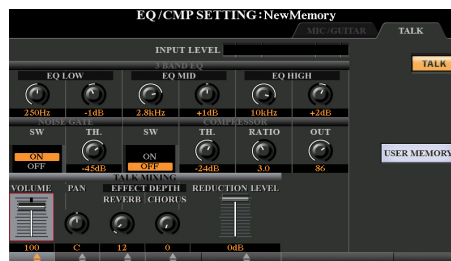 EQ/CMP SETTING:NewMemory
MIC/GUITAR TALK
INPUT LEVEL
3 BAND EQ
TALK
EQ LOW EQ MID EQ HIGH
250Hz -1dB 2.8kHz +1dB 10kHz +2dB
NOISE GATE COMPRESSOR
SW TH. SW TH. RATIO OUT
ON ON
OFF OFF
-45dB -24dB 3.0 86
USER MEMORY
TALK MIXING
VOLUME PAN EFFECT DEPTH REDUCTION LEVEL
REVERB CHORUS
100 C 12 0 0dB